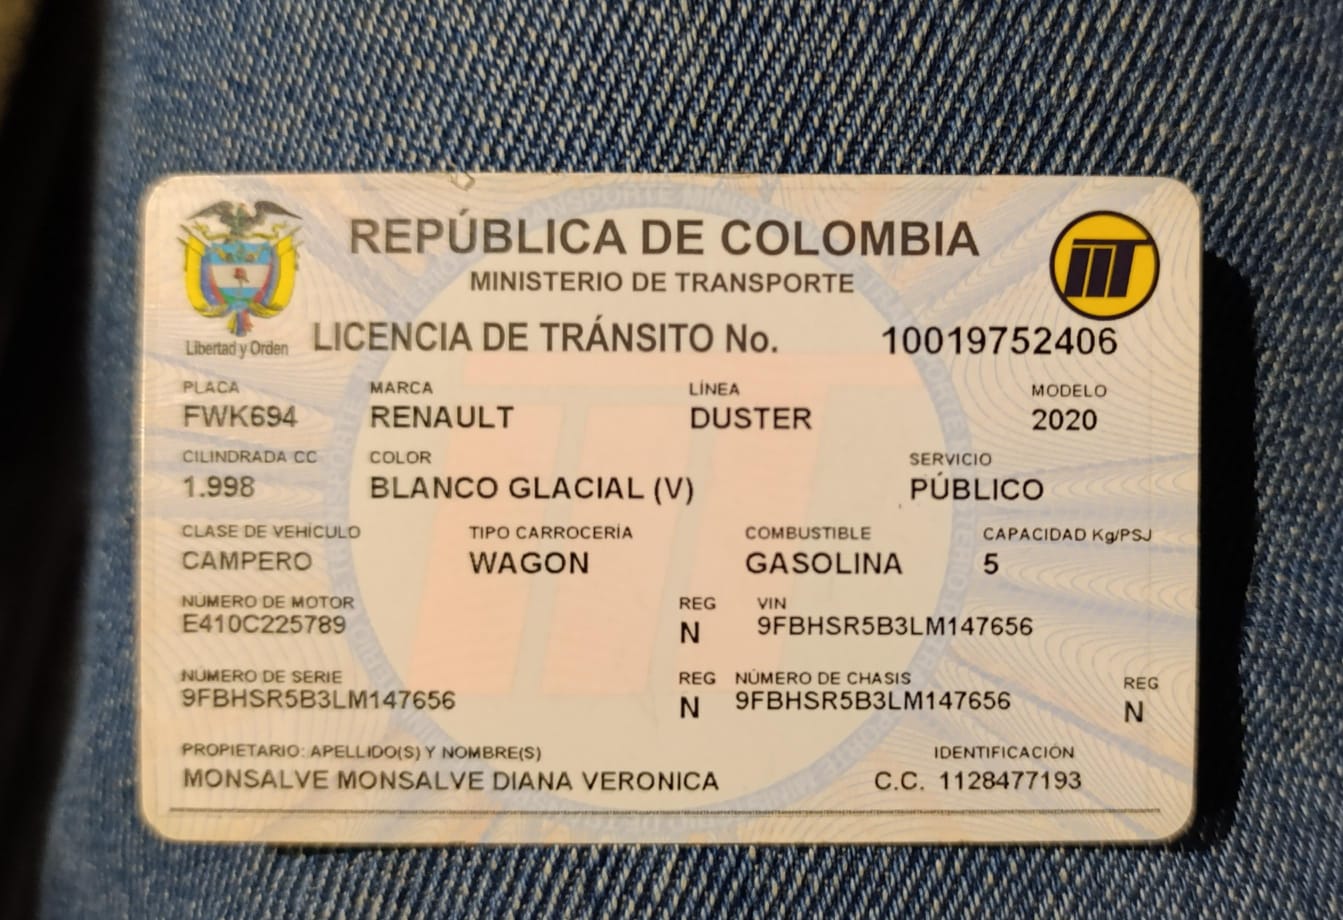 REPÚBLICA DE COLOMBIA
MINISTERIO DE TRANSPORTE
Libertad y Orden
LICENCIA DE TRÁNSITO No. 10019752406
PLACA MARCA LÍNEA MODELO
FWK694 RENAULT DUSTER 2020
CILINDRADA CC COLOR SERVICIO
1.998 BLANCO GLACIAL (V) PÚBLICO
CLASE DE VEHÍCULO TIPO CARROCERÍA COMBUSTIBLE CAPACIDAD Kg/PSJ
CAMPERO WAGON GASOLINA 5
NÚMERO DE MOTOR REG VIN
E410C225789 N 9FBHSR5B3LM147656
NÚMERO DE SERIE REG NÚMERO DE CHASIS REG
9FBHSR5B3LM147656 N 9FBHSR5B3LM147656 N
PROPIETARIO: APELLIDO(S) Y NOMBRE(S) IDENTIFICACIÓN
MONSALVE MONSALVE DIANA VERONICA C.C. 1128477193